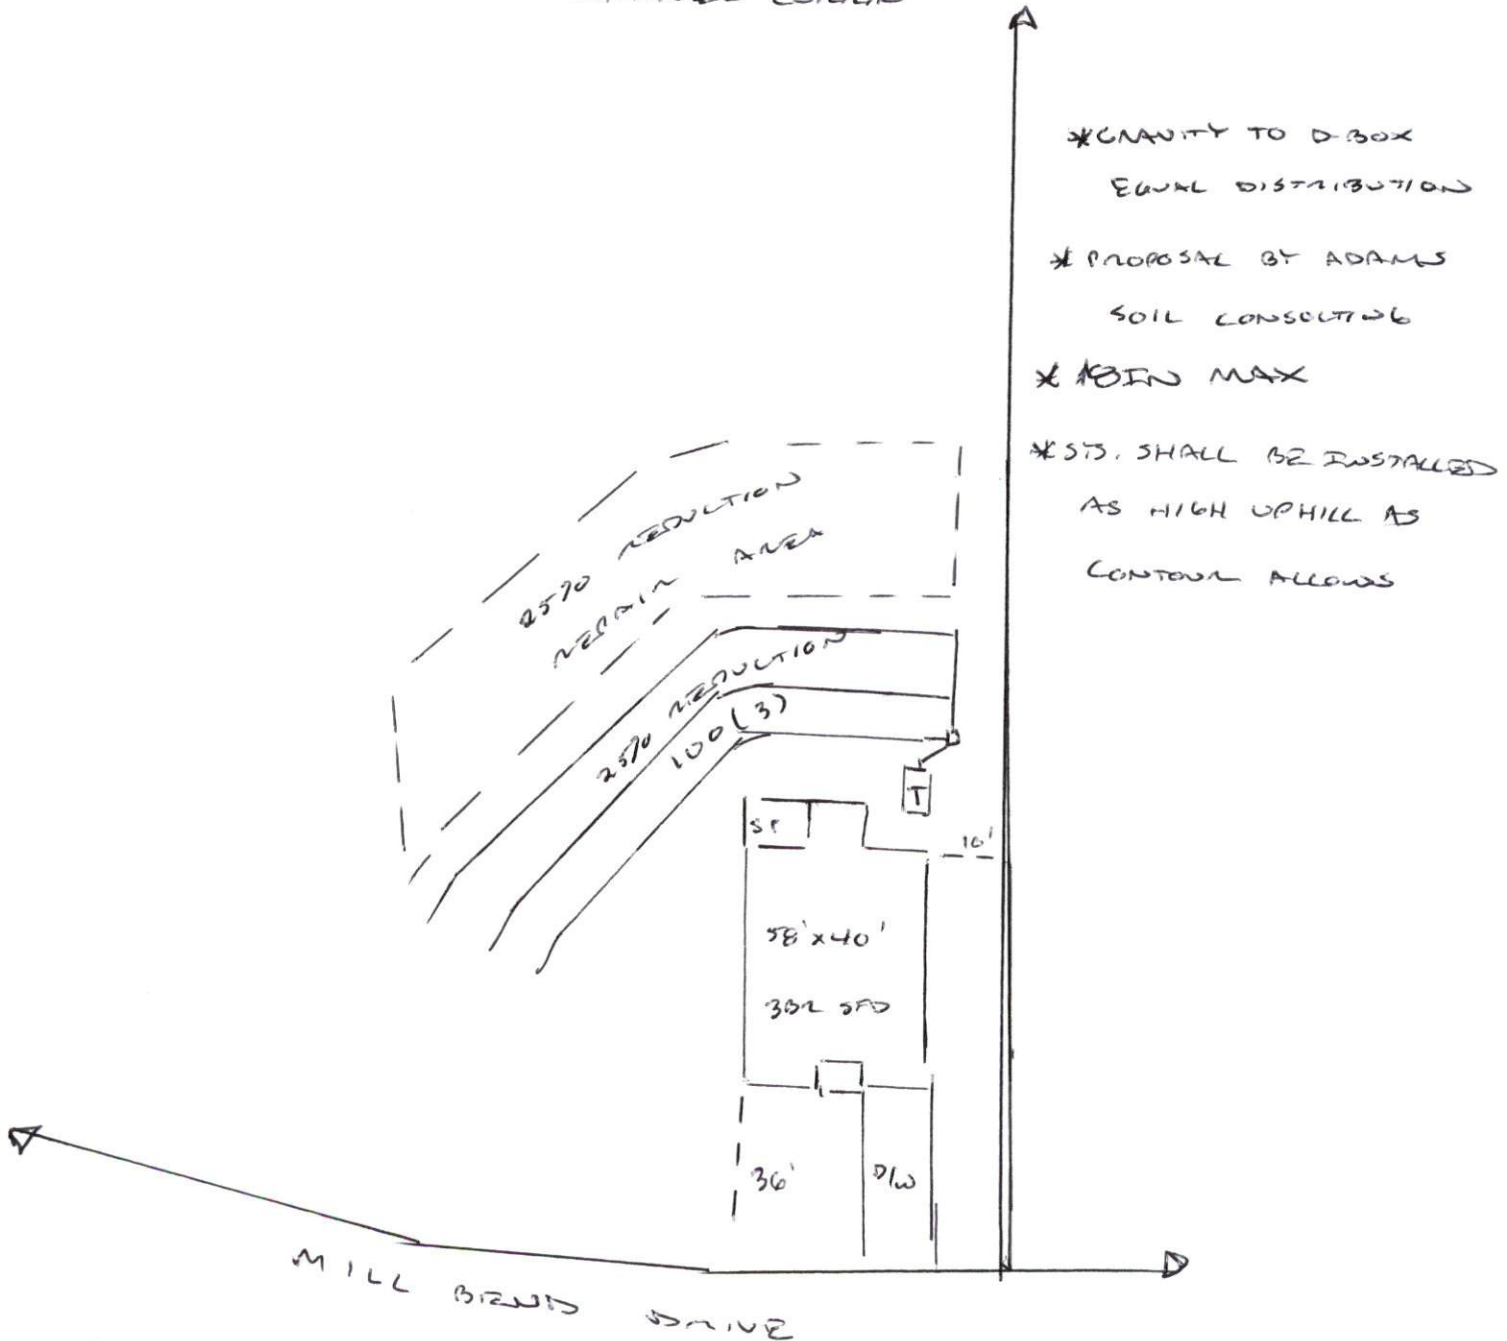 *GRAVITY TO D-BOX
EQUAL DISTRIBUTION
* PROPOSAL BY ADAMS
SOIL CONSULTING
* 18IN MAX
*SYS. SHALL BE INSTALLED
AS HIGH UPHILL AS
CONTOUR ALLOWS
25% REDUCTION
REPAIR AREA
25% REDUCTION
100 (3)
T
SP
10'
58'x40'
3BR SFD
36'
D/W
MILL BEND DRIVE